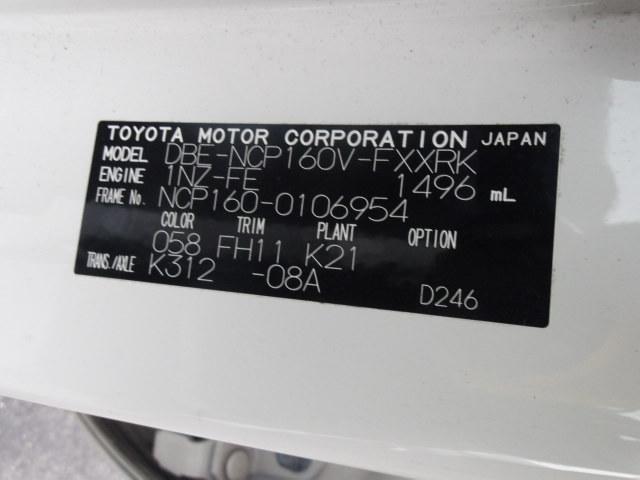 TOYOTA MOTOR CORPORATION JAPAN
MODEL DBE-NCP160V-FXXRK
ENGINE 1NZ-FE 1496 mL
FRAME No. NCP160-0106954
COLOR TRIM PLANT OPTION
058 FH11 K21
TRANS./AXLE K312 -08A
D246